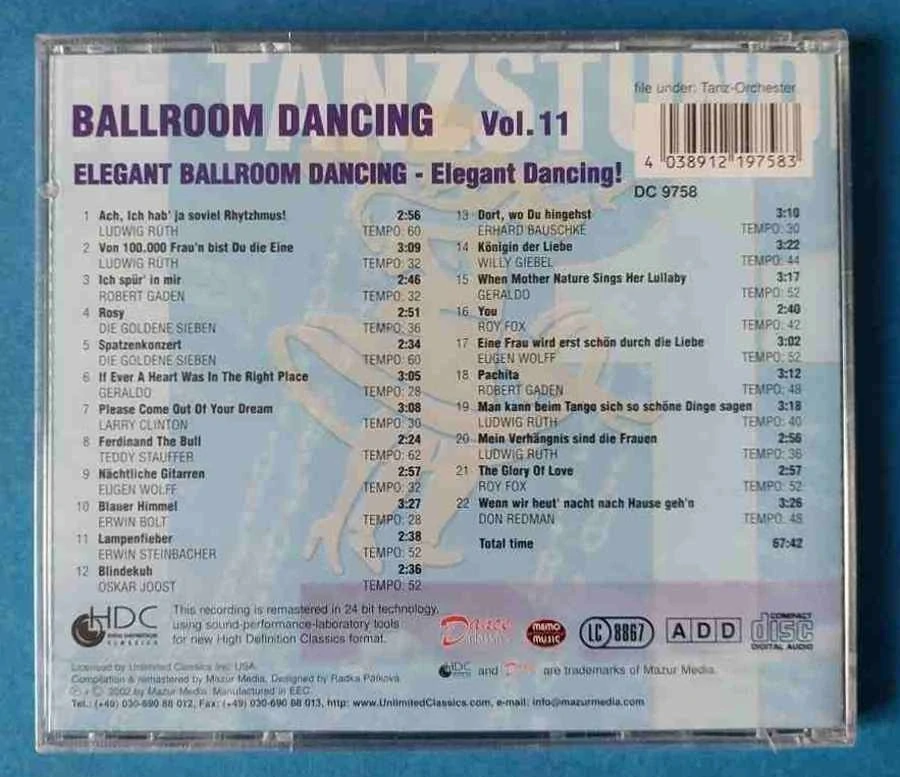 IN TANZSTUND
file under: Tanz-Orchester
BALLROOM DANCING Vol. 11
4 038912 197583
ELEGANT BALLROOM DANCING - Elegant Dancing!
DC 9758
1 Ach, Ich hab' ja soviel Rhytzhmus! 2:56
LUDWIG RÜTH TEMPO: 60
2 Von 100.000 Frau'n bist Du die Eine 3:09
LUDWIG RÜTH TEMPO: 32
3 Ich spür' in mir 2:46
ROBERT GADEN TEMPO: 32
4 Rosy 2:51
DIE GOLDENE SIEBEN TEMPO: 36
5 Spatzenkonzert 2:34
DIE GOLDENE SIEBEN TEMPO: 60
6 If Ever A Heart Was In The Right Place 3:05
GERALDO TEMPO: 28
7 Please Come Out Of Your Dream 3:08
LARRY CLINTON TEMPO: 30
8 Ferdinand The Bull 2:24
TEDDY STAUFFER TEMPO: 62
9 Nächtliche Gitarren 2:57
EUGEN WOLFF TEMPO: 32
10 Blauer Himmel 3:27
ERWIN BOLT TEMPO: 28
11 Lampenfieber 2:38
ERWIN STEINBACHER TEMPO: 52
12 Blindekuh 2:36
OSKAR JOOST TEMPO: 52
13 Dort, wo Du hingehst 3:10
ERHARD BAUSCHKE TEMPO: 30
14 Königin der Liebe 3:22
WILLY GIEBEL TEMPO: 44
15 When Mother Nature Sings Her Lullaby 3:17
GERALDO TEMPO: 52
16 You 2:40
ROY FOX TEMPO: 42
17 Eine Frau wird erst schön durch die Liebe 3:02
EUGEN WOLFF TEMPO: 52
18 Pachita 3:12
ROBERT GADEN TEMPO: 48
19 Man kann beim Tango sich so schöne Dinge sagen 3:18
LUDWIG RÜTH TEMPO: 40
20 Mein Verhängnis sind die Frauen 2:56
LUDWIG RÜTH TEMPO: 36
21 The Glory Of Love 2:57
ROY FOX TEMPO: 52
22 Wenn wir heut' nacht nach Hause geh'n 3:26
DON REDMAN TEMPO: 48
Total time 67:42
HDC
HIGH DEFINITION
CLASSICS
This recording is remastered in 24 bit technology,
using sound-performance-laboratory tools
for new High Definition Classics format.
Dance
Classics
MEMO
MUSIC
LC 8867
ADD
COMPACT
disc
DIGITAL AUDIO
Licensed by Unlimited Classics Inc. USA.
Compilation & remastered by Mazur Media. Designed by Radka Palkova.
℗ + © 2002 by Mazur Media. Manufactured in EEC.
HDC and Dance are trademarks of Mazur Media.
Tel.: (+49) 030-690 88 012, Fax: (+49) 030-690 88 013, http: www.UnlimitedClassics.com, e-mail: info@mazurmedia.com